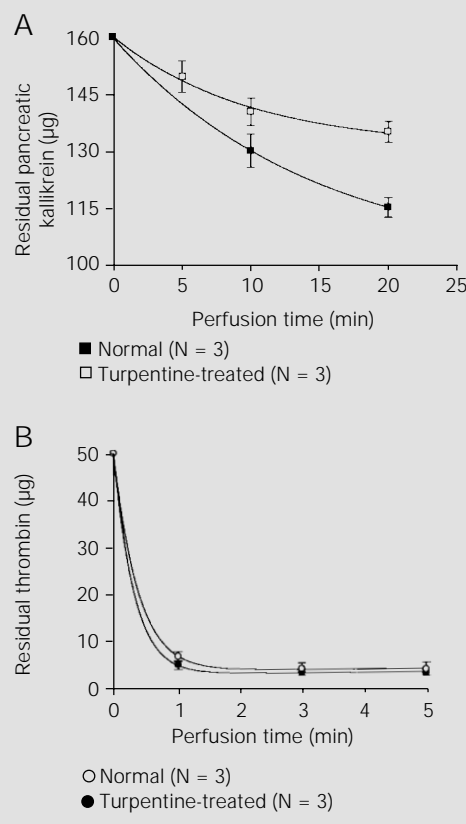 A
Residual pancreatic
kallikrein (µg)
160
145
130
115
100
0 5 10 15 20 25
Perfusion time (min)
■ Normal (N = 3)
□ Turpentine-treated (N = 3)
B
Residual thrombin (µg)
50
40
30
20
10
0
0 1 2 3 4 5
Perfusion time (min)
○ Normal (N = 3)
● Turpentine-treated (N = 3)